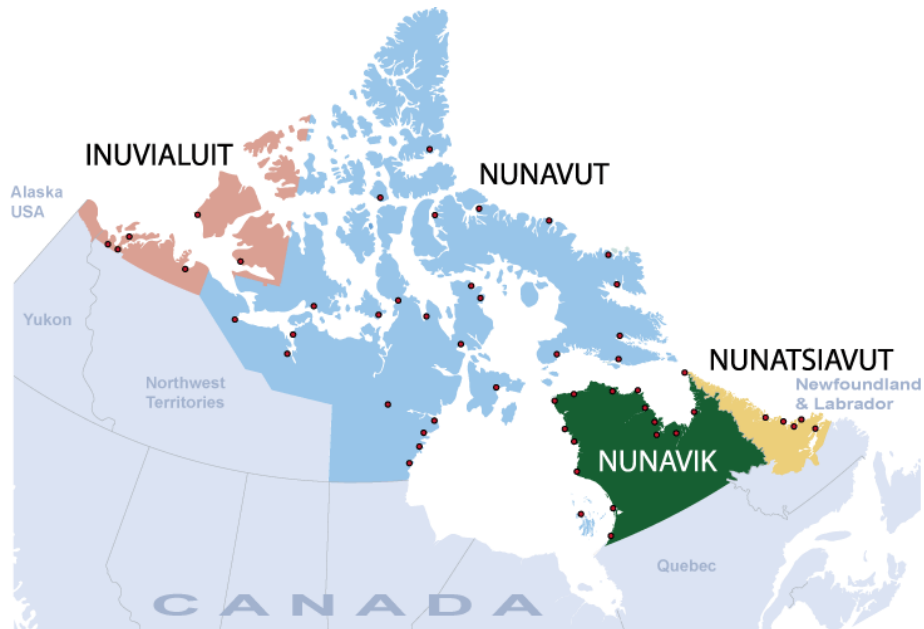 INUVIALUIT
NUNAVUT
Alaska
USA
Yukon
Northwest
Territories
NUNATSIAVUT
Newfoundland
& Labrador
NUNAVIK
Quebec
CANADA